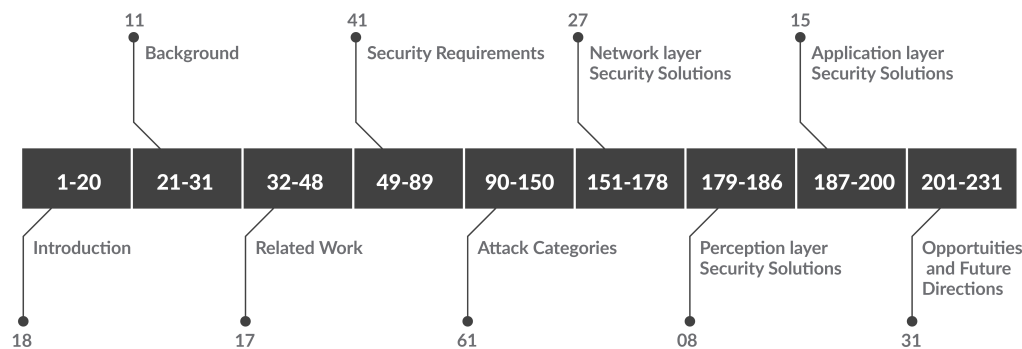 11
Background
41
Security Requirements
27
Network layer
Security Solutions
15
Application layer
Security Solutions
1-20
21-31
32-48
49-89
90-150
151-178
179-186
187-200
201-231
Introduction
18
Related Work
17
Attack Categories
61
Perception layer
Security Solutions
08
Opportuities
and Future
Directions
31